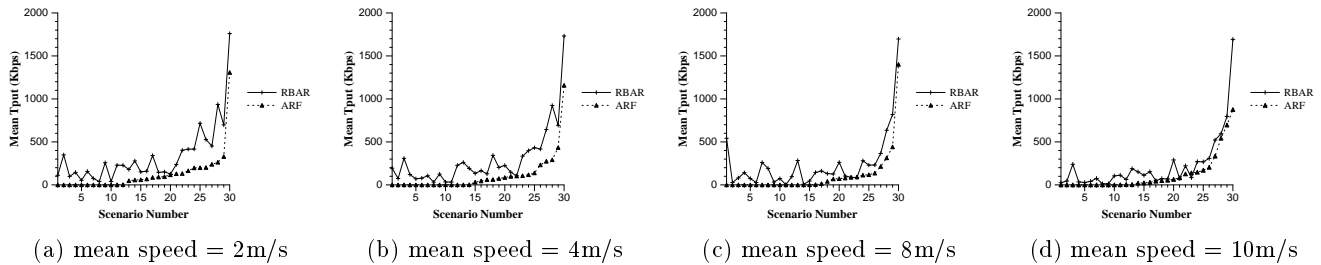 2000
1500
1000
500
0
Mean Tput (Kbps)
5 10 15 20 25 30
Scenario Number
RBAR
ARF
(a) mean speed = 2m/s
2000
1500
1000
500
0
Mean Tput (Kbps)
5 10 15 20 25 30
Scenario Number
RBAR
ARF
(b) mean speed = 4m/s
2000
1500
1000
500
0
Mean Tput (Kbps)
5 10 15 20 25 30
Scenario Number
RBAR
ARF
(c) mean speed = 8m/s
2000
1500
1000
500
0
Mean Tput (Kbps)
5 10 15 20 25 30
Scenario Number
RBAR
ARF
(d) mean speed = 10m/s